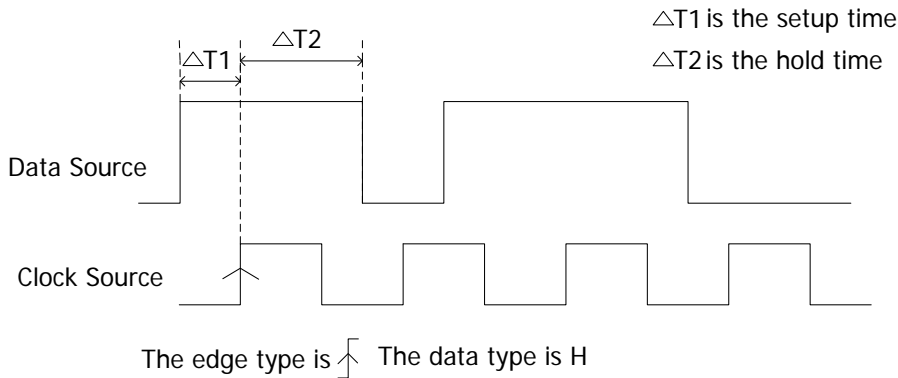 △T1 is the setup time
△T2 is the hold time
△T1
△T2
Data Source
Clock Source
The edge type is The data type is H